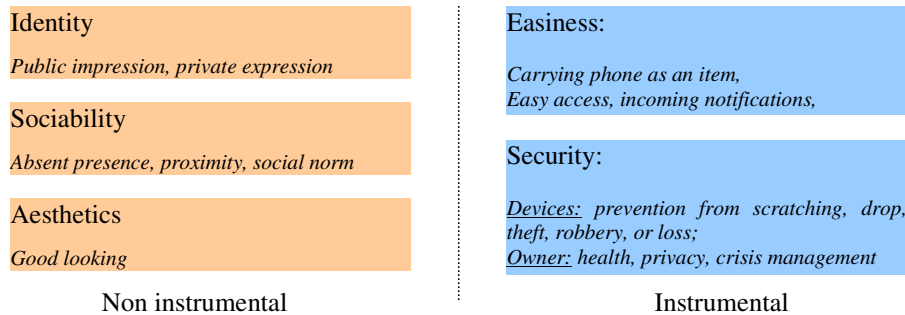 Identity
Public impression, private expression
Sociability
Absent presence, proximity, social norm
Aesthetics
Good looking
Non instrumental
Easiness:
Carrying phone as an item,
Easy access, incoming notifications,
Security:
Devices: prevention from scratching, drop,
theft, robbery, or loss;
Owner: health, privacy, crisis management
Instrumental